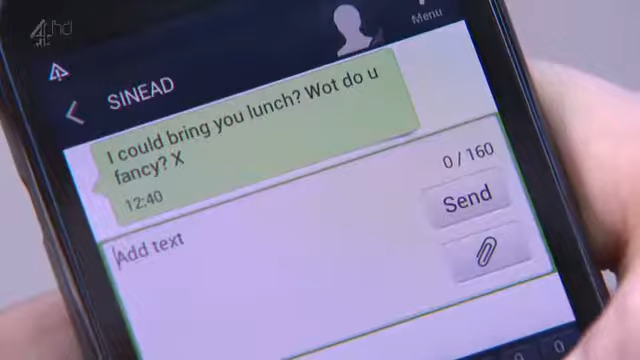 4hd
Menu
SINEAD
I could bring you lunch? Wot do u
fancy? X
12:40
0 / 160
Add text
Send